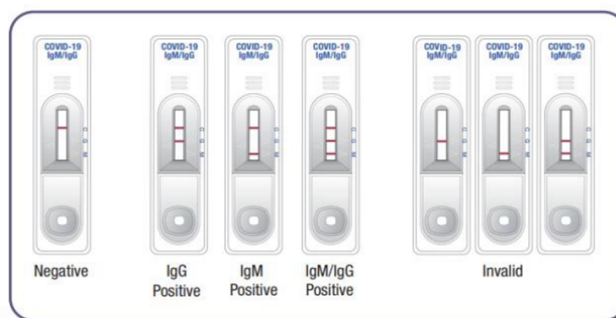 COVID-19
IgM/IgG
C
G
M
COVID-19
IgM/IgG
COVID-19
IgM/IgG
COVID-19
IgM/IgG
C
G
M
COVID-19
IgM/IgG
COVID-19
IgM/IgG
COVID-19
IgM/IgG
C
G
M
Negative
IgG
Positive
IgM
Positive
IgM/IgG
Positive
Invalid